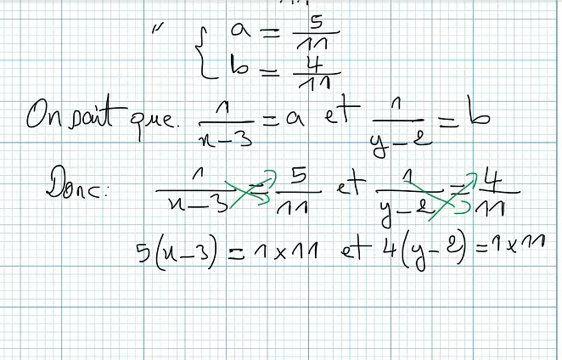 " { a = 5/11
b = 4/11
On sait que. 1/(x-3) = a et 1/(y-2) = b
Donc: 1/(x-3) = 5/11 et 1/(y-2) = 4/11
5(x-3) = 1×11 et 4(y-2) = 1×11